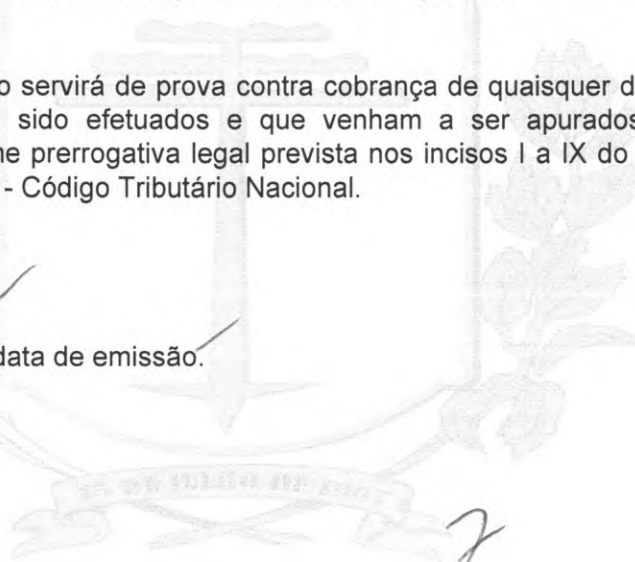 o servirá de prova contra cobrança de quaisquer d
sido efetuados e que venham a ser apurados
ne prerrogativa legal prevista nos incisos I a IX do
- Código Tributário Nacional.
data de emissão.